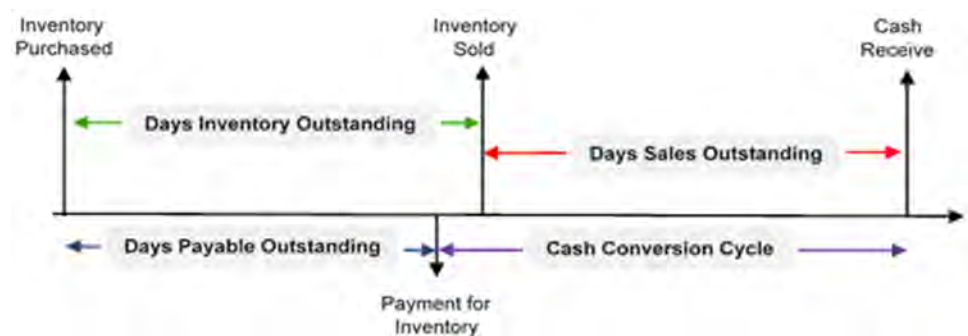 Inventory
Purchased
Inventory
Sold
Cash
Receive
Days Inventory Outstanding
Days Sales Outstanding
Days Payable Outstanding
Cash Conversion Cycle
Payment for
Inventory